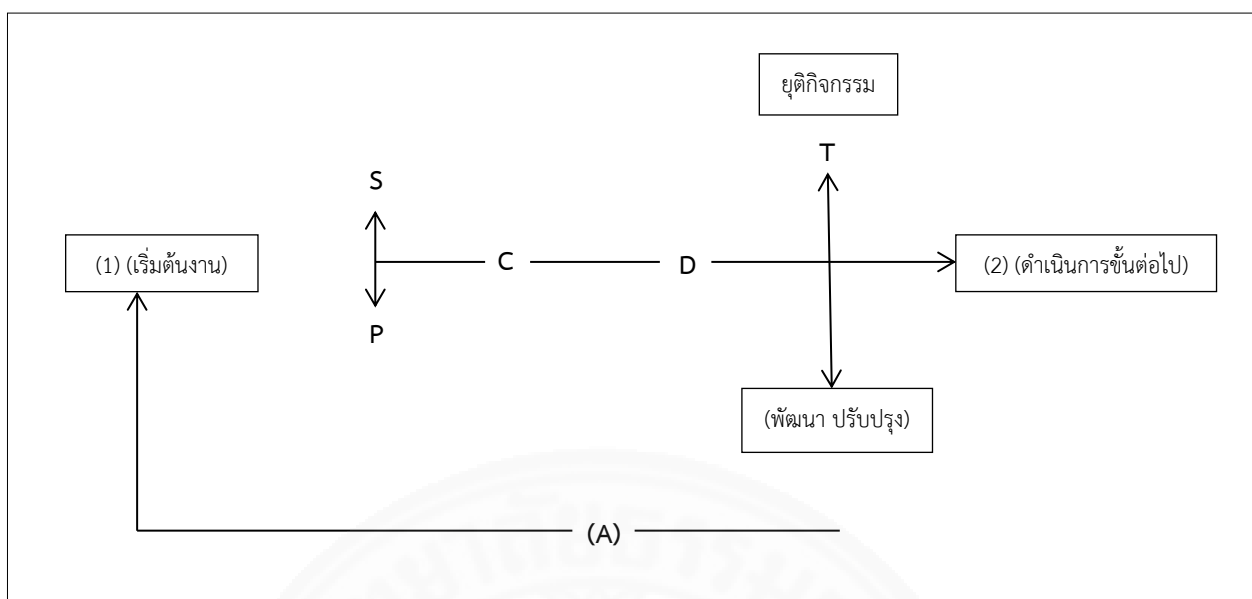 ยุติกิจกรรม
T
S
(1) (เริ่มต้นงาน)
C
D
(2) (ดำเนินการขั้นต่อไป)
P
(พัฒนา ปรับปรุง)
(A)